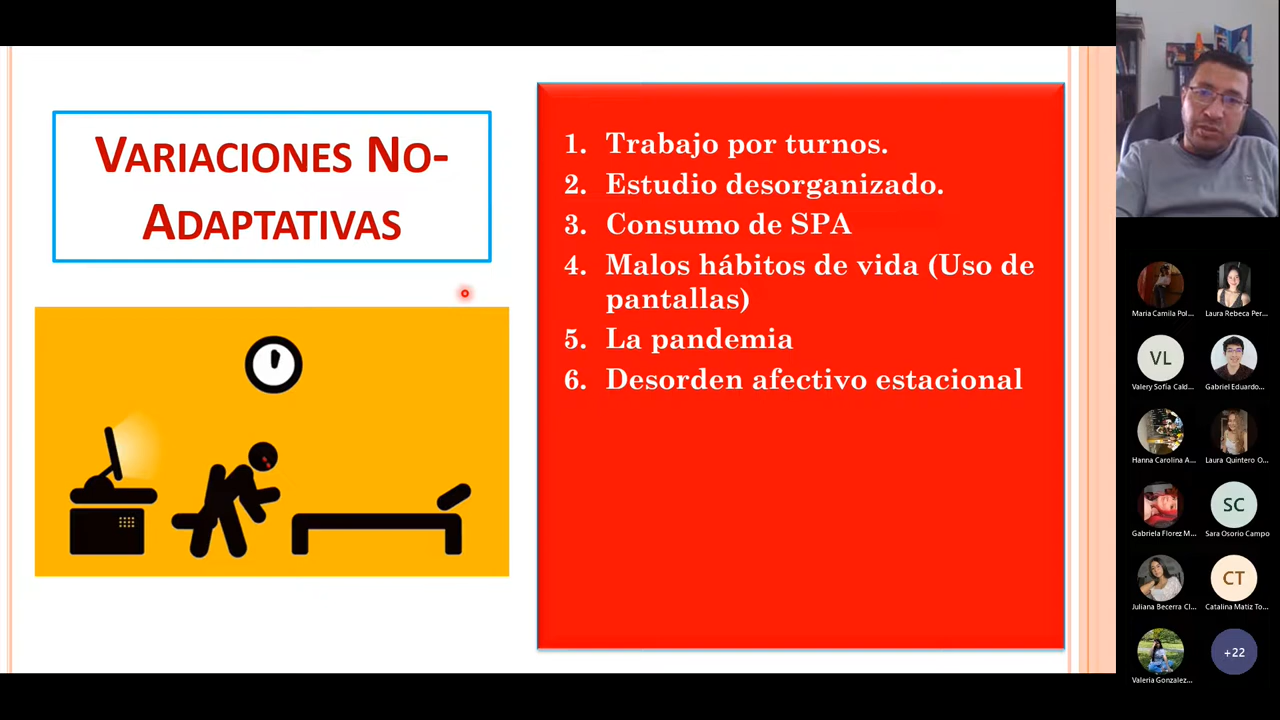 VARIACIONES NO-
ADAPTATIVAS
1. Trabajo por turnos.
2. Estudio desorganizado.
3. Consumo de SPA
4. Malos hábitos de vida (Uso de
pantallas)
5. La pandemia
6. Desorden afectivo estacional
Maria Camila Pol...
Laura Rebeca Per...
VL
Valery Sofía Cald...
Gabriel Eduardo...
Hanna Carolina A...
Laura Quintero O...
Gabriela Florez M...
SC
Sara Osorio Campo
Juliana Becerra Cl...
CT
Catalina Matiz To...
Valeria Gonzalez...
+22